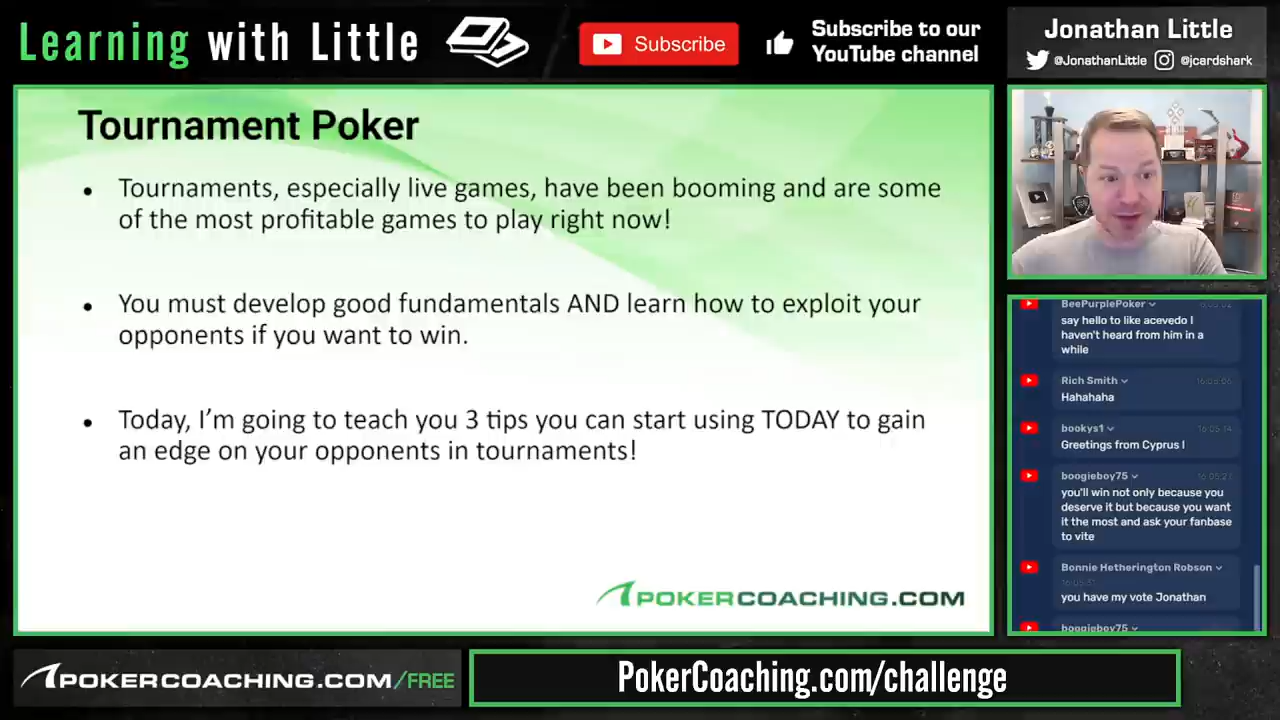 Learning with Little
Subscribe
Subscribe to our
YouTube channel
Jonathan Little
@JonathanLittle
@jcardshark
Tournament Poker
• Tournaments, especially live games, have been booming and are some
of the most profitable games to play right now!
• You must develop good fundamentals AND learn how to exploit your
opponents if you want to win.
• Today, I'm going to teach you 3 tips you can start using TODAY to gain
an edge on your opponents in tournaments!
POKERCOACHING.COM
BeePurplePoker
say hello to like acevedo I
haven't heard from him in a
while
Rich Smith
Hahahaha
bookys1
Greetings from Cyprus !
boogieboy75
you'll win not only because you
deserve it but because you want
it the most and ask your fanbase
to vite
Bonnie Hetherington Robson
you have my vote Jonathan
boogieboy75
POKERCOACHING.COM/FREE
PokerCoaching.com/challenge